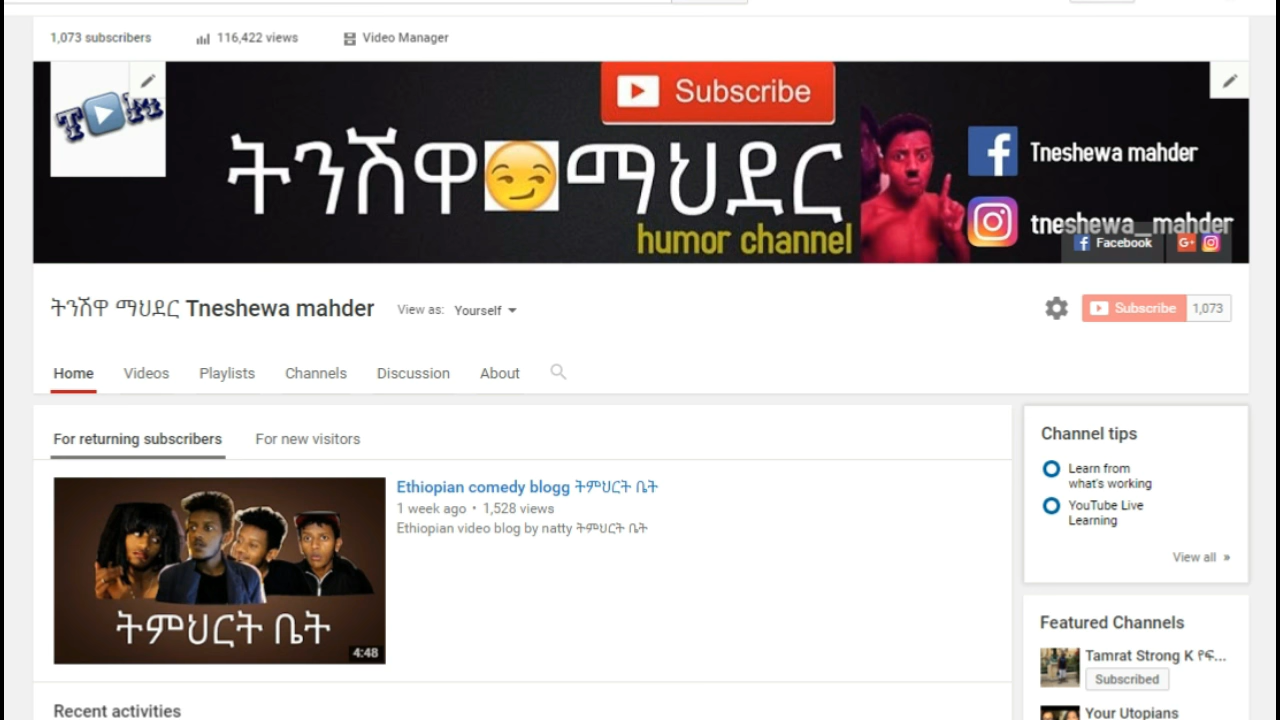 1,073 subscribers
116,422 views
Video Manager
TM
Subscribe
ትንሽዋ ማህደር
humor channel
Tneshewa mahder
tneshewa_mahder
Facebook
G+
ትንሽዋ ማህደር Tneshewa mahder
View as: Yourself
Subscribe 1,073
Home Videos Playlists Channels Discussion About
For returning subscribers For new visitors
Ethiopian comedy blogg ትምህርት ቤት
1 week ago • 1,528 views
Ethiopian video blog by natty ትምህርት ቤት
ትምህርት ቤት
4:48
Recent activities
Channel tips
Learn from
what's working
YouTube Live
Learning
View all »
Featured Channels
Tamrat Strong K የፍ...
Subscribed
Your Utopians